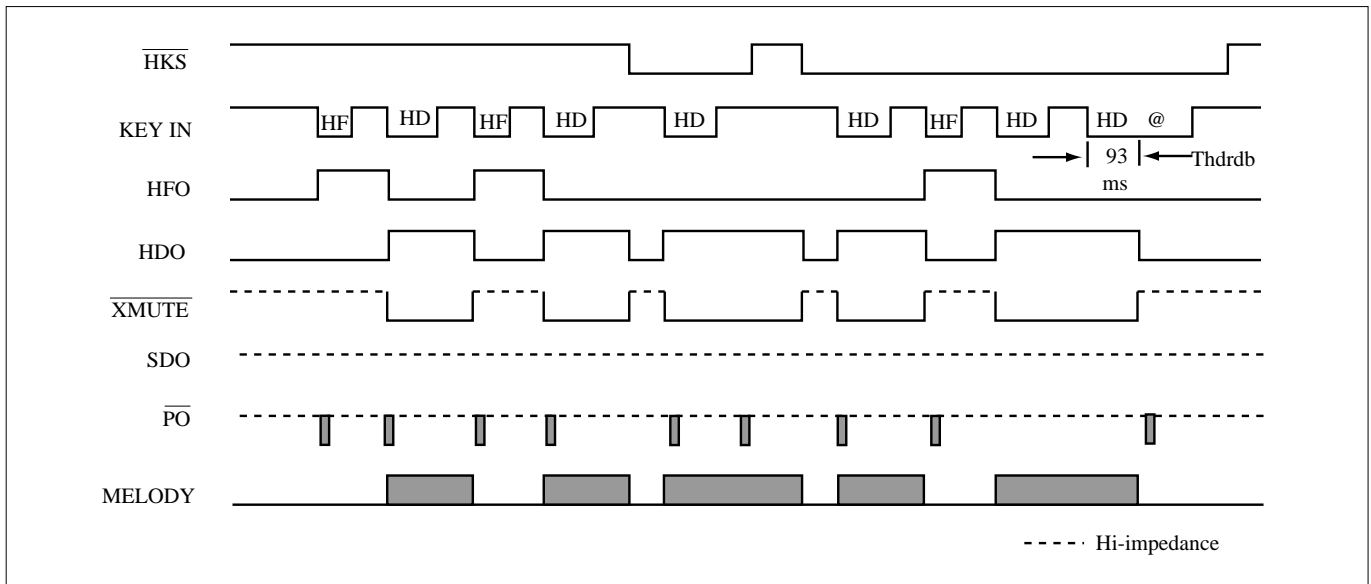 HKS
KEY IN HF HD HF HD HD HD HF HD HD @
93 Thdrdb
ms
HFO
HDO
XMUTE
SDO
PO
MELODY
Hi-impedance